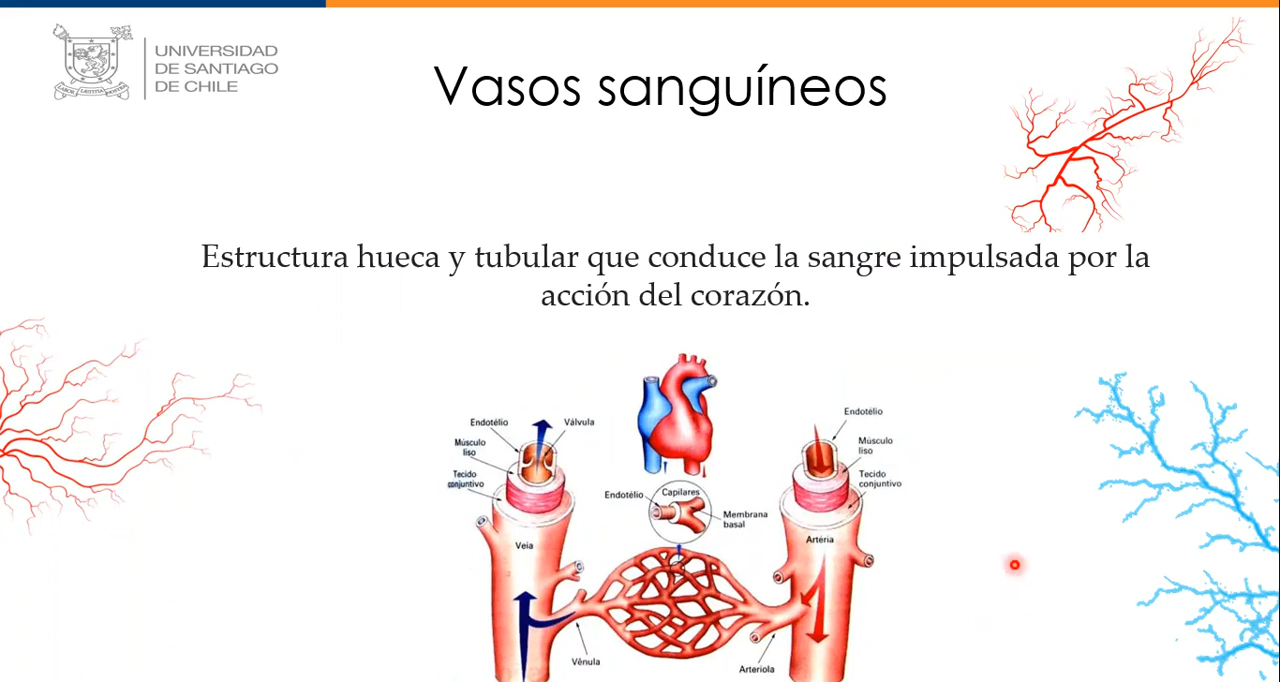 UNIVERSIDAD
DE SANTIAGO
DE CHILE
Vasos sanguíneos
Estructura hueca y tubular que conduce la sangre impulsada por la
acción del corazón.
Endotélio
Válvula
Músculo
liso
Tecido
conjuntivo
Veia
Endotélio
Capilares
Membrana
basal
Endotélio
Músculo
liso
Tecido
conjuntivo
Artéria
Vênula
Arteríola